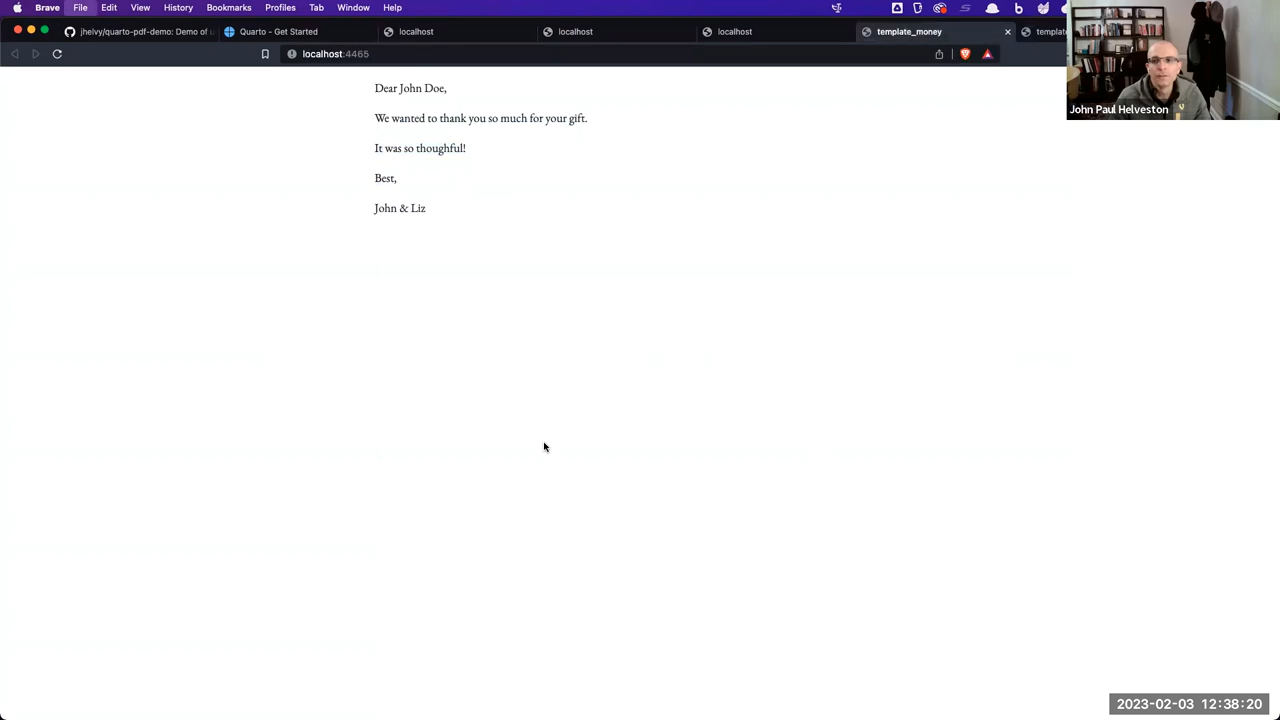 Brave File Edit View History Bookmarks Profiles Tab Window Help
jhelvy/quarto-pdf-demo: Demo of u Quarto - Get Started localhost localhost localhost template_money templat
localhost:4465
John Paul Helveston
Dear John Doe,
We wanted to thank you so much for your gift.
It was so thoughful!
Best,
John & Liz
2023-02-03 12:38:20